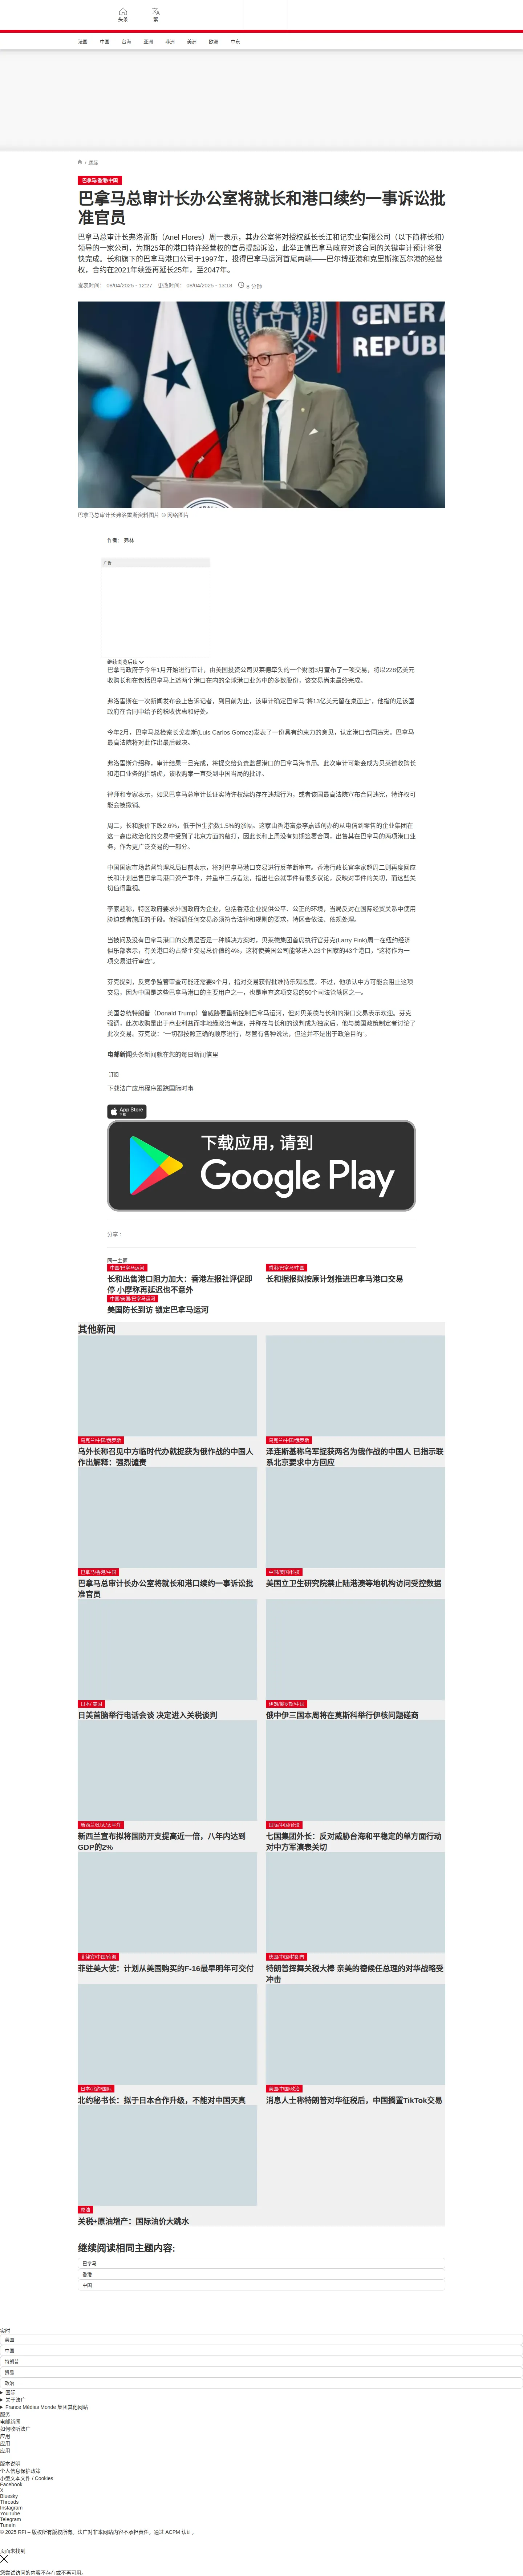 头条
繁
法国
中国
台海
亚洲
非洲
美洲
欧洲
中东
/ 国际
巴拿马/香港/中国
巴拿马总审计长办公室将就长和港口续约一事诉讼批
准官员
巴拿马总审计长弗洛雷斯（Anel Flores）周一表示，其办公室将对授权延长长江和记实业有限公司（以下简称长和）
领导的一家公司，为期25年的港口特许经营权的官员提起诉讼，此举正值巴拿马政府对该合同的关键审计预计将很
快完成。长和旗下的巴拿马港口公司于1997年，投得巴拿马运河首尾两端——巴尔博亚港和克里斯拖瓦尔港的经营
权，合约在2021年续签再延长25年，至2047年。
发表时间： 08/04/2025 - 12:27 更改时间： 08/04/2025 - 13:18 8 分钟
GENERAL
REPÚBL
巴拿马总审计长弗洛雷斯资料图片 © 网络图片
作者： 弗林
广告
继续浏览后续
巴拿马政府于今年1月开始进行审计，由美国投资公司贝莱德牵头的一个财团3月宣布了一项交易，将以228亿美元
收购长和在包括巴拿马上述两个港口在内的全球港口业务中的多数股份，该交易尚未最终完成。
弗洛雷斯在一次新闻发布会上告诉记者，到目前为止，该审计确定巴拿马“将13亿美元留在桌面上”，他指的是该国
政府在合同中给予的税收优惠和好处。
今年2月，巴拿马总检察长戈麦斯(Luis Carlos Gomez)发表了一份具有约束力的意见，认定港口合同违宪。巴拿马
最高法院将对此作出最后裁决。
弗洛雷斯介绍称，审计结果一旦完成，将提交给负责监督港口的巴拿马海事局。此次审计可能会成为贝莱德收购长
和港口业务的拦路虎，该收购案一直受到中国当局的批评。
律师和专家表示，如果巴拿马总审计长证实特许权续约存在违规行为，或者该国最高法院宣布合同违宪，特许权可
能会被撤销。
周二，长和股价下跌2.6%，低于恒生指数1.5%的涨幅。这家由香港富豪李嘉诚创办的从电信到零售的企业集团在
这一高度政治化的交易中受到了北京方面的敲打，因此长和上周没有如期签署合同，出售其在巴拿马的两项港口业
务，作为更广泛交易的一部分。
中国国家市场监督管理总局日前表示，将对巴拿马港口交易进行反垄断审查。香港行政长官李家超周二则再度回应
长和计划出售巴拿马港口资产事件，并重申三点看法，指出社会就事件有很多议论，反映对事件的关切，而这些关
切值得重视。
李家超称，特区政府要求外国政府为企业，包括香港企业提供公平、公正的环境，当局反对在国际经贸关系中使用
胁迫或者施压的手段。他强调任何交易必须符合法律和规则的要求，特区会依法、依规处理。
当被问及没有巴拿马港口的交易是否是一种解决方案时，贝莱德集团首席执行官芬克(Larry Fink)周一在纽约经济
俱乐部表示，有关港口约占整个交易总价值的4%。这将使美国公司能够进入23个国家的43个港口，“这将作为一
项交易进行审查”。
芬克提到，反竞争监管审查可能还需要9个月，指对交易获得批准持乐观态度。不过，他承认中方可能会阻止这项
交易，因为中国是这些巴拿马港口的主要用户之一，也是审查这项交易的50个司法管辖区之一。
美国总统特朗普（Donald Trump）曾威胁要重新控制巴拿马运河，但对贝莱德与长和的港口交易表示欢迎。芬克
强调，此次收购是出于商业利益而非地缘政治考虑，并称在与长和的谈判成为独家后，他与美国政策制定者讨论了
此次交易。芬克说：“一切都按照正确的顺序进行，尽管有各种说法，但这并不是出于政治目的”。
电邮新闻头条新闻就在您的每日新闻信里
订阅
下载法广应用程序跟踪国际时事
App Store
下载
下载应用，请到
Google Play
分享 :
同一主题
中国/巴拿马运河
长和出售港口阻力加大：香港左报社评促即
停 小摩称再延迟也不意外
香港/巴拿马/中国
长和据报拟按原计划推进巴拿马港口交易
中国/美国/巴拿马运河
美国防长到访 锁定巴拿马运河
其他新闻
乌克兰/中国/俄罗斯
乌外长称召见中方临时代办就捉获为俄作战的中国人
作出解释：强烈谴责
乌克兰/中国/俄罗斯
泽连斯基称乌军捉获两名为俄作战的中国人 已指示联
系北京要求中方回应
巴拿马/香港/中国
巴拿马总审计长办公室将就长和港口续约一事诉讼批
准官员
中国/美国/科技
美国立卫生研究院禁止陆港澳等地机构访问受控数据
日本/ 美国
日美首脑举行电话会谈 决定进入关税谈判
伊朗/俄罗斯/中国
俄中伊三国本周将在莫斯科举行伊核问题磋商
新西兰/印太/太平洋
新西兰宣布拟将国防开支提高近一倍，八年内达到
GDP的2%
国际/中国/台湾
七国集团外长：反对威胁台海和平稳定的单方面行动
对中方军演表关切
菲律宾/中国/南海
菲驻美大使：计划从美国购买的F-16最早明年可交付
德国/中国/特朗普
特朗普挥舞关税大棒 亲美的德候任总理的对华战略受
冲击
日本/北约/国际
北约秘书长：拟于日本合作升级，不能对中国天真
美国/中国/政治
消息人士称特朗普对华征税后，中国搁置TikTok交易
原油
关税+原油增产：国际油价大跳水
继续阅读相同主题内容:
巴拿马
香港
中国
实时
美国
中国
特朗普
贸易
政治
国际
关于法广
France Médias Monde 集团其他网站
服务
电邮新闻
如何收听法广
应用
应用
应用
版本说明
个人信息保护政策
小型文本文件 / Cookies
Facebook
X
Bluesky
Threads
Instagram
YouTube
Telegram
TuneIn
© 2025 RFI – 版权所有版权所有。法广对非本网站内容不承担责任。通过 ACPM 认证。
页面未找到
您尝试访问的内容不存在或不再可用。